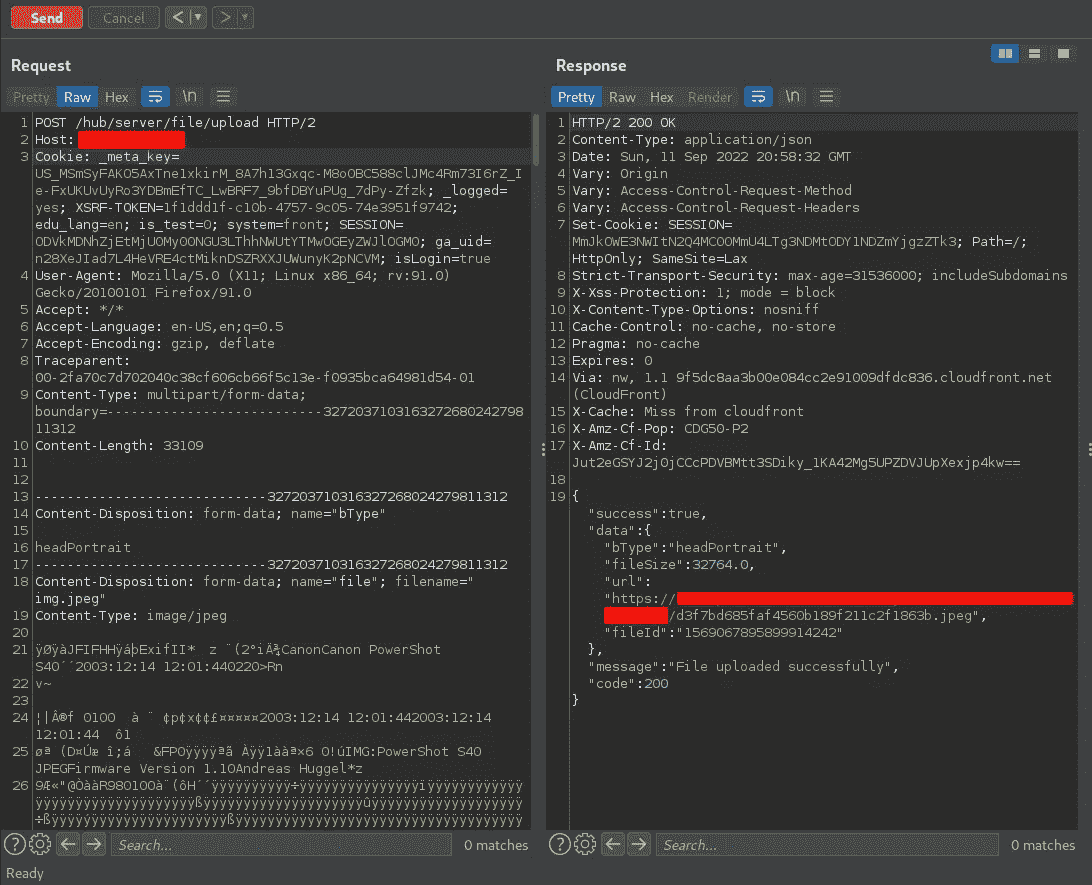 Send
Cancel
Request
Pretty Raw Hex \n
1 POST /hub/server/file/upload HTTP/2
2 Host:
3 Cookie: _meta_key=
US_MSmSyFAKO5AxTne1xkirM_8A7h13Gxqc-M8oOBC588clJMc4Rm73I6rZ_I
e-FxUKUvUyRo3YDBmEfTC_LwBRF7_9bfDBYuPUg_7dPy-Zfzk; _logged=
yes; XSRF-TOKEN=1f1ddd1f-c10b-4757-9c05-74e3951f9742;
edu_lang=en; is_test=0; system=front; SESSION=
ODVkMDNhZjEtMjU0My00NGU3LThhNWUtYTMwOGEyZWJlOGM0; ga_uid=
n28XeJIad7L4HeVRE4ctMiknDSZRXXJUWunyK2pNCVM; isLogin=true
4 User-Agent: Mozilla/5.0 (X11; Linux x86_64; rv:91.0)
Gecko/20100101 Firefox/91.0
5 Accept: */*
6 Accept-Language: en-US,en;q=0.5
7 Accept-Encoding: gzip, deflate
8 Traceparent:
00-2fa70c7d702040c38cf606cb66f5c13e-f0935bca64981d54-01
9 Content-Type: multipart/form-data;
boundary=---------------------------3272037103163272680242798
11312
10 Content-Length: 33109
11
12
13 -----------------------------327203710316327268024279811312
14 Content-Disposition: form-data; name="bType"
15
16 headPortrait
17 -----------------------------327203710316327268024279811312
18 Content-Disposition: form-data; name="file"; filename="
img.jpeg"
19 Content-Type: image/jpeg
20
21 ÿØÿàJFIFHHÿáþExifII* z ¨(2°iÄ¾CanonCanon PowerShot
S40´´2003:12:14 12:01:440220>Rn
22 v~
23
24 ¦||Â®f 0100 à ¨ ¢p¢x¢¢£¤¤¤¤¤2003:12:14 12:01:442003:12:14
12:01:44 ô1
25 øª (D¤Úæ î;á &FPOÿÿÿÿªã Àÿÿ1ààª×6 O!úIMG:PowerShot S40
JPEGFirmware Version 1.10Andreas Huggel*z
26
Search...
0 matches
Ready
Response
Pretty Raw Hex Render \n
1 HTTP/2 200 OK
2 Content-Type: application/json
3 Date: Sun, 11 Sep 2022 20:58:32 GMT
4 Vary: Origin
5 Vary: Access-Control-Request-Method
6 Vary: Access-Control-Request-Headers
7 Set-Cookie: SESSION=
MmJkOWE3NWItN2Q4MC00MmU4LTg3NDMtODY1NDZmYjgzZTk3; Path=/;
HttpOnly; SameSite=Lax
8 Strict-Transport-Security: max-age=31536000; includeSubdomains
9 X-Xss-Protection: 1; mode = block
10 X-Content-Type-Options: nosniff
11 Cache-Control: no-cache, no-store
12 Pragma: no-cache
13 Expires: 0
14 Via: nw, 1.1 9f5dc8aa3b00e084cc2e91009dfdc836.cloudfront.net
(CloudFront)
15 X-Cache: Miss from cloudfront
16 X-Amz-Cf-Pop: CDG50-P2
17 X-Amz-Cf-Id:
Jut2eGSYJ2jOjCCcPDVBMtt3SDiky_1KA42Mg5UPZDVJUpXexjp4kw==
18
19 {
"success":true,
"data":{
"bType":"headPortrait",
"fileSize":32764.0,
"url":
"https://
/d3f7bd685faf4560b189f211c2f1863b.jpeg",
"fileId":"1569067895899914242"
},
"message":"File uploaded successfully",
"code":200
}
Search...
0 matches